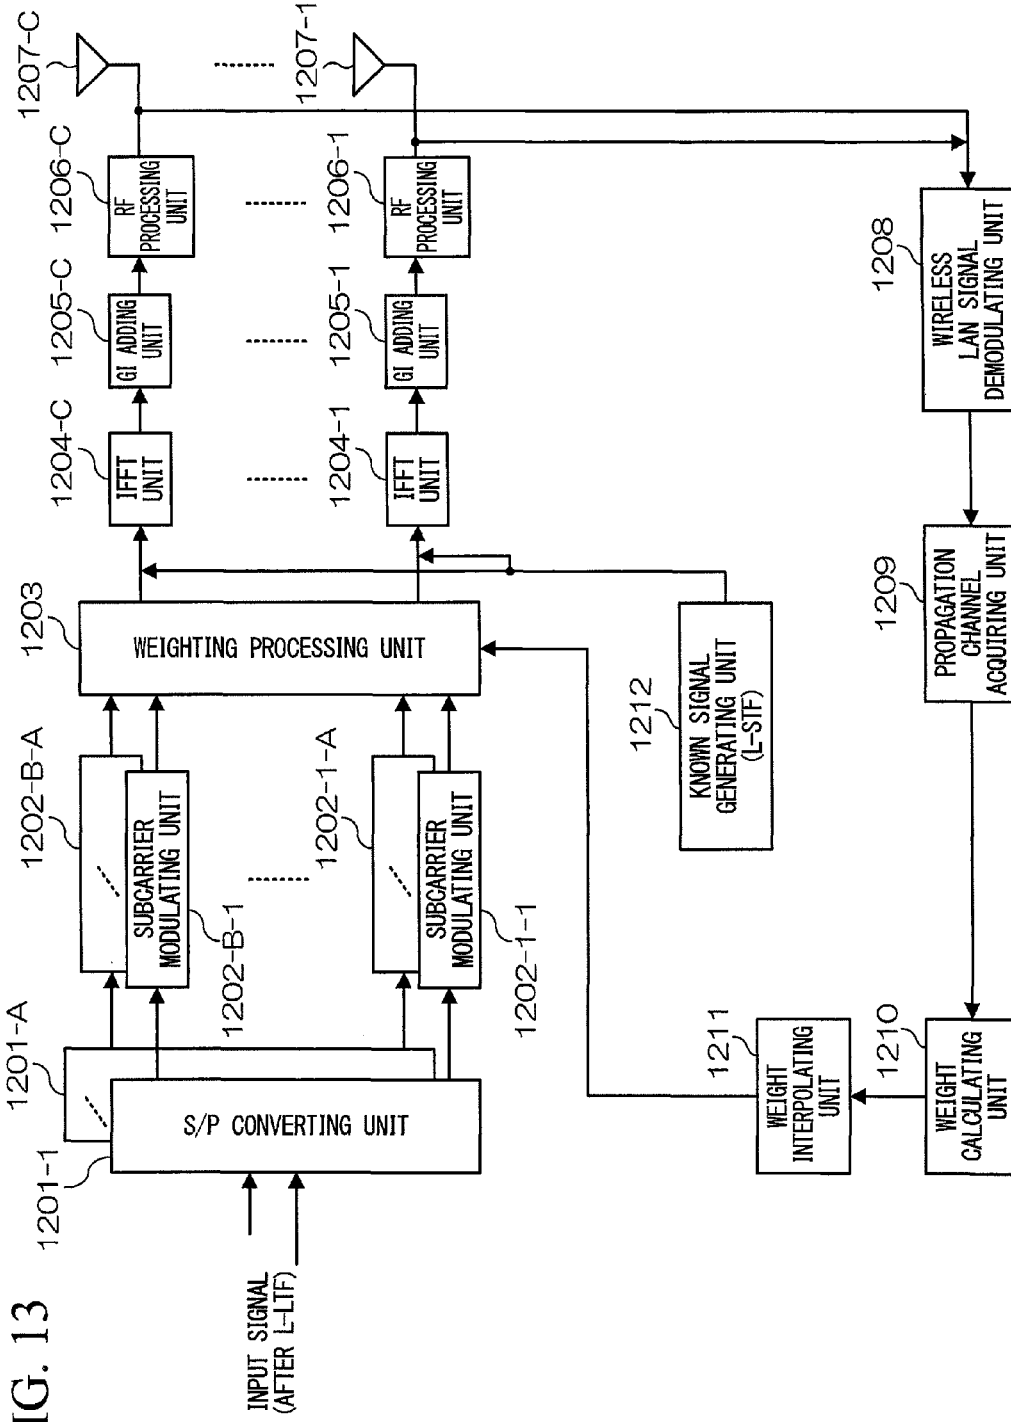 IG. 13
INPUT SIGNAL
(AFTER L-LTF)
1201-1
1201-A
S/P CONVERTING UNIT
1202-B-A
SUBCARRIER
MODULATING UNIT
1202-B-1
1202-1-A
SUBCARRIER
MODULATING UNIT
1202-1-1
1203
WEIGHTING PROCESSING UNIT
1204-C
IFFT
UNIT
1205-C
GI ADDING
UNIT
1206-C
RF
PROCESSING
UNIT
1207-C
1204-1
IFFT
UNIT
1205-1
GI ADDING
UNIT
1206-1
RF
PROCESSING
UNIT
1207-1
1212
KNOWN SIGNAL
GENERATING UNIT
(L-STF)
1211
WEIGHT
INTERPOLATING
UNIT
1210
WEIGHT
CALCULATING
UNIT
1209
PROPAGATION
CHANNEL
ACQUIRING UNIT
1208
WIRELESS
LAN SIGNAL
DEMODULATING UNIT